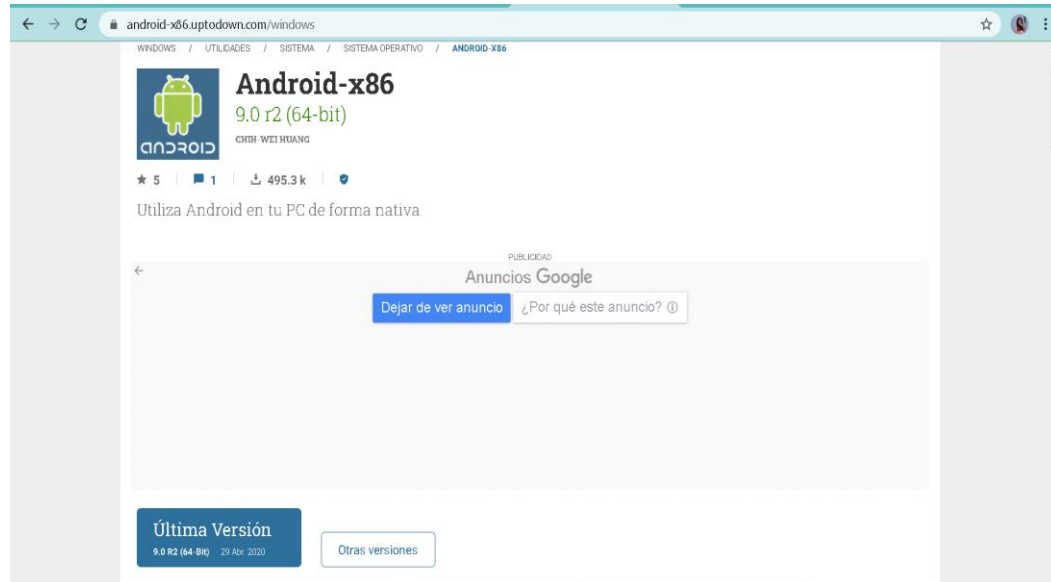 android-x86.uptodown.com/windows
WINDOWS / UTILIDADES / SISTEMA / SISTEMA OPERATIVO / ANDROID-X86
Android-x86
9.0 r2 (64-bit)
CHIH-WEI HUANG
ANDROID
5 1 495.3 k
Utiliza Android en tu PC de forma nativa
PUBLICIDAD
Anuncios Google
Dejar de ver anuncio ¿Por qué este anuncio?
Última Versión
9.0 R2 (64-Bit) 29 Abr. 2020
Otras versiones